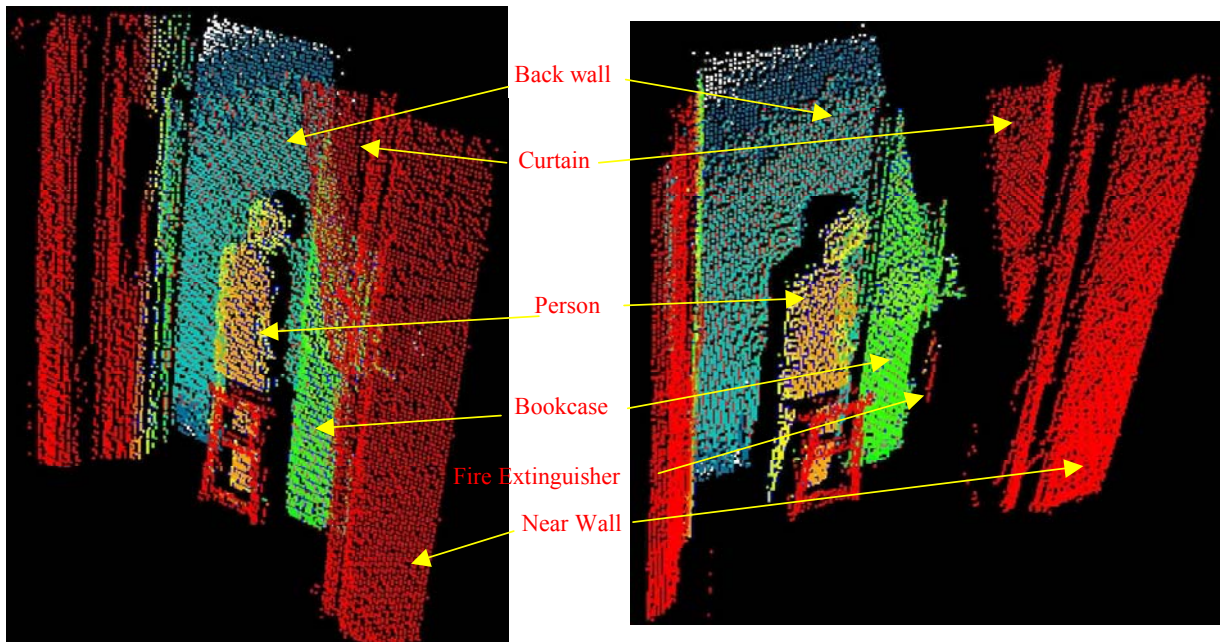 Back wall
Curtain
Person
Bookcase
Fire Extinguisher
Near Wall